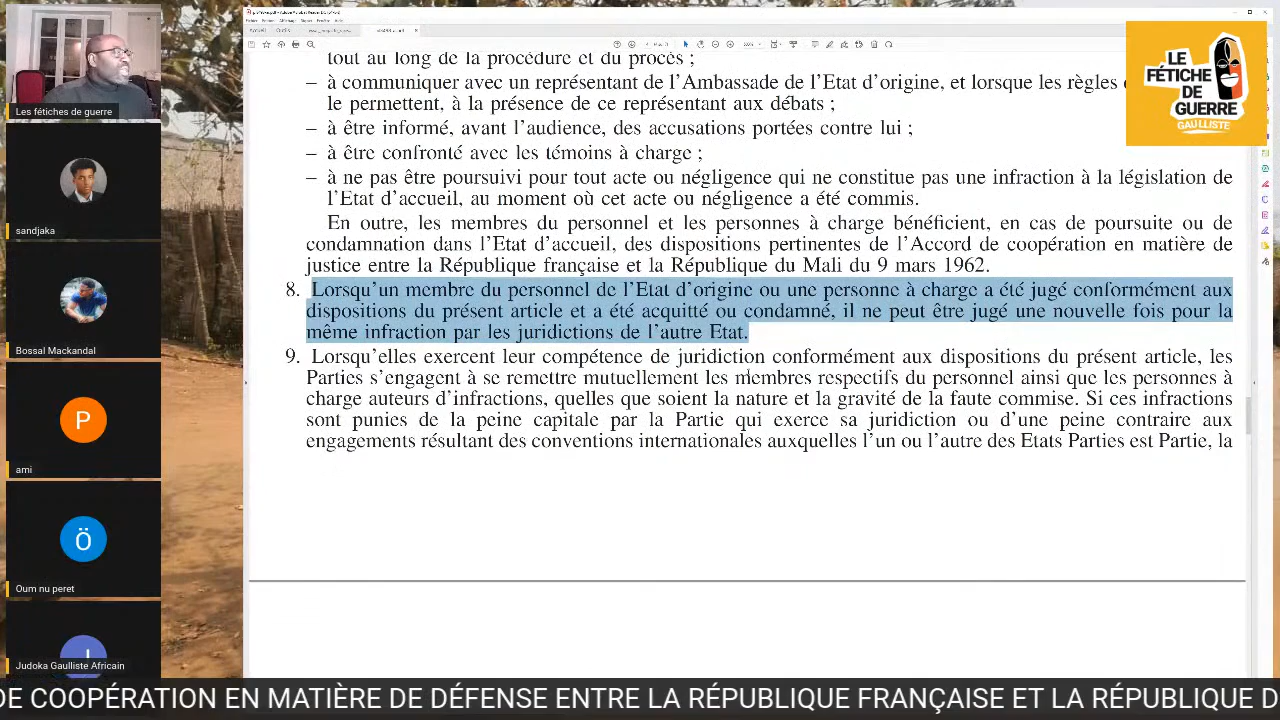 LE
FÉTICHE
DE
GUERRE
GAULLISTE
Les fétiches de guerre
sandjaka
Bossal Mackandal
P
ami
Ö
Oum nu peret
Judoka Gaulliste Africain
Accueil Outils
tout au long de la procédure et du procès ;
– à communiquer avec un représentant de l’Ambassade de l’Etat d’origine, et lorsque les règles
le permettent, à la présence de ce représentant aux débats ;
– à être informé, avant l’audience, des accusations portées contre lui ;
– à être confronté avec les témoins à charge ;
– à ne pas être poursuivi pour tout acte ou négligence qui ne constitue pas une infraction à la législation de
l’Etat d’accueil, au moment où cet acte ou négligence a été commis.
En outre, les membres du personnel et les personnes à charge bénéficient, en cas de poursuite ou de
condamnation dans l’Etat d’accueil, des dispositions pertinentes de l’Accord de coopération en matière de
justice entre la République française et la République du Mali du 9 mars 1962.
8. Lorsqu’un membre du personnel de l’Etat d’origine ou une personne à charge a été jugé conformément aux
dispositions du présent article et a été acquitté ou condamné, il ne peut être jugé une nouvelle fois pour la
même infraction par les juridictions de l’autre Etat.
9. Lorsqu’elles exercent leur compétence de juridiction conformément aux dispositions du présent article, les
Parties s’engagent à se remettre mutuellement les membres respectifs du personnel ainsi que les personnes à
charge auteurs d’infractions, quelles que soient la nature et la gravité de la faute commise. Si ces infractions
sont punies de la peine capitale par la Partie qui exerce sa juridiction ou d’une peine contraire aux
engagements résultant des conventions internationales auxquelles l’un ou l’autre des Etats Parties est Partie, la
DE COOPÉRATION EN MATIÈRE DE DÉFENSE ENTRE LA RÉPUBLIQUE FRANÇAISE ET LA RÉPUBLIQUE D